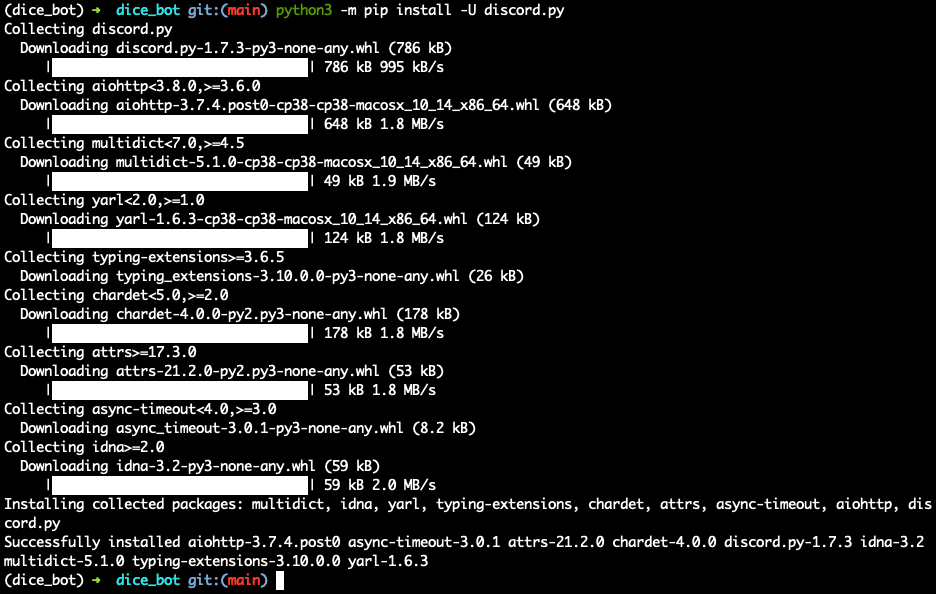 (dice_bot) ➜  dice_bot git:(main) python3 -m pip install -U discord.py
Collecting discord.py
  Downloading discord.py-1.7.3-py3-none-any.whl (786 kB)
     |████████████████████████████████| 786 kB 995 kB/s
Collecting aiohttp<3.8.0,>=3.6.0
  Downloading aiohttp-3.7.4.post0-cp38-cp38-macosx_10_14_x86_64.whl (648 kB)
     |████████████████████████████████| 648 kB 1.8 MB/s
Collecting multidict<7.0,>=4.5
  Downloading multidict-5.1.0-cp38-cp38-macosx_10_14_x86_64.whl (49 kB)
     |████████████████████████████████| 49 kB 1.9 MB/s
Collecting yarl<2.0,>=1.0
  Downloading yarl-1.6.3-cp38-cp38-macosx_10_14_x86_64.whl (124 kB)
     |████████████████████████████████| 124 kB 1.8 MB/s
Collecting typing-extensions>=3.6.5
  Downloading typing_extensions-3.10.0.0-py3-none-any.whl (26 kB)
Collecting chardet<5.0,>=2.0
  Downloading chardet-4.0.0-py2.py3-none-any.whl (178 kB)
     |████████████████████████████████| 178 kB 1.8 MB/s
Collecting attrs>=17.3.0
  Downloading attrs-21.2.0-py2.py3-none-any.whl (53 kB)
     |████████████████████████████████| 53 kB 1.8 MB/s
Collecting async-timeout<4.0,>=3.0
  Downloading async_timeout-3.0.1-py3-none-any.whl (8.2 kB)
Collecting idna>=2.0
  Downloading idna-3.2-py3-none-any.whl (59 kB)
     |████████████████████████████████| 59 kB 2.0 MB/s
Installing collected packages: multidict, idna, yarl, typing-extensions, chardet, attrs, async-timeout, aiohttp, dis
cord.py
Successfully installed aiohttp-3.7.4.post0 async-timeout-3.0.1 attrs-21.2.0 chardet-4.0.0 discord.py-1.7.3 idna-3.2
multidict-5.1.0 typing-extensions-3.10.0.0 yarl-1.6.3
(dice_bot) ➜  dice_bot git:(main)